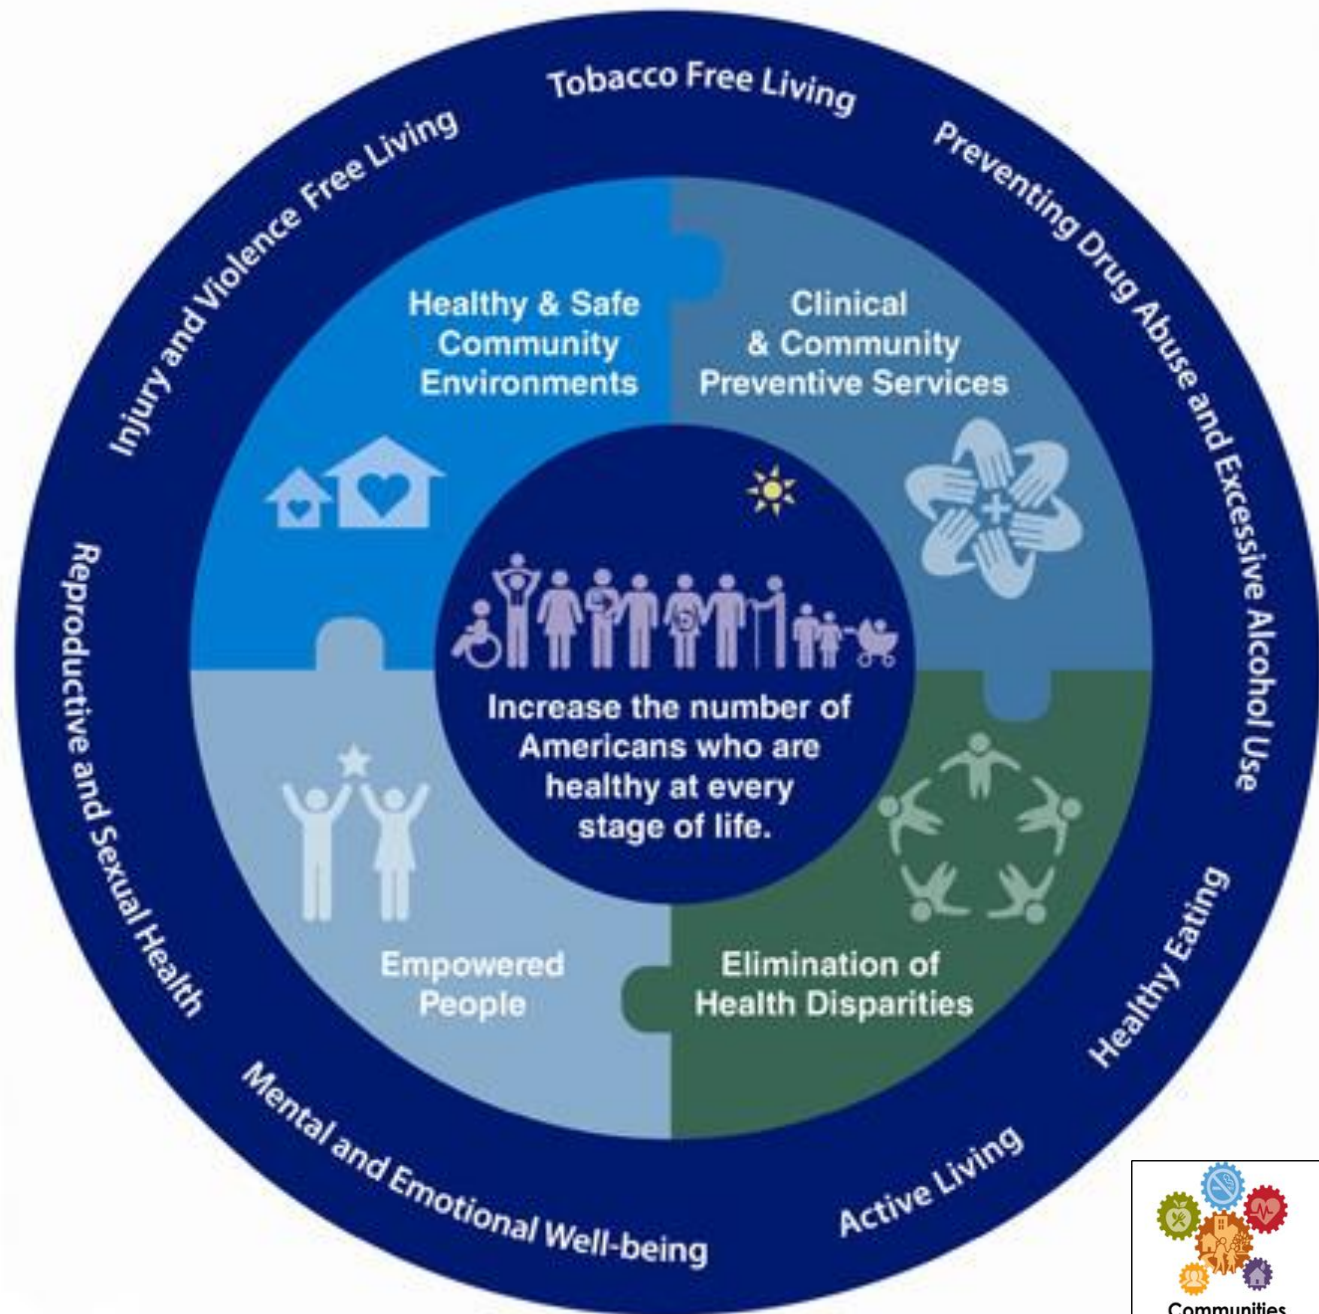 Tobacco Free Living
Preventing Drug Abuse and Excessive Alcohol Use
Healthy Eating
Active Living
Mental and Emotional Well-being
Reproductive and Sexual Health
Injury and Violence Free Living
Healthy & Safe
Community
Environments
Clinical
& Community
Preventive Services
Increase the number of
Americans who are
healthy at every
stage of life.
Empowered
People
Elimination of
Health Disparities
Communities